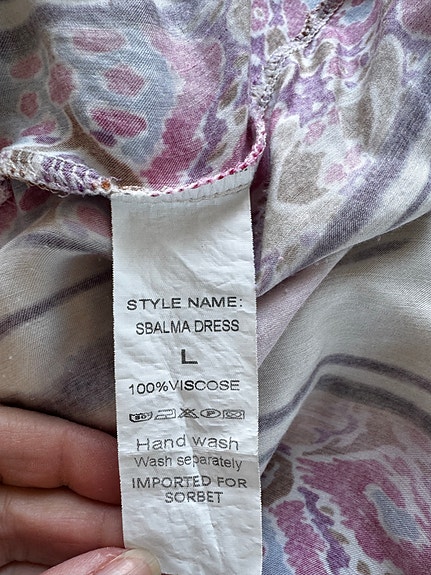 STYLE NAME:
SBALMA DRESS
L
100%VISCOSE
Hand wash
Wash separately
IMPORTED FOR
SORBET